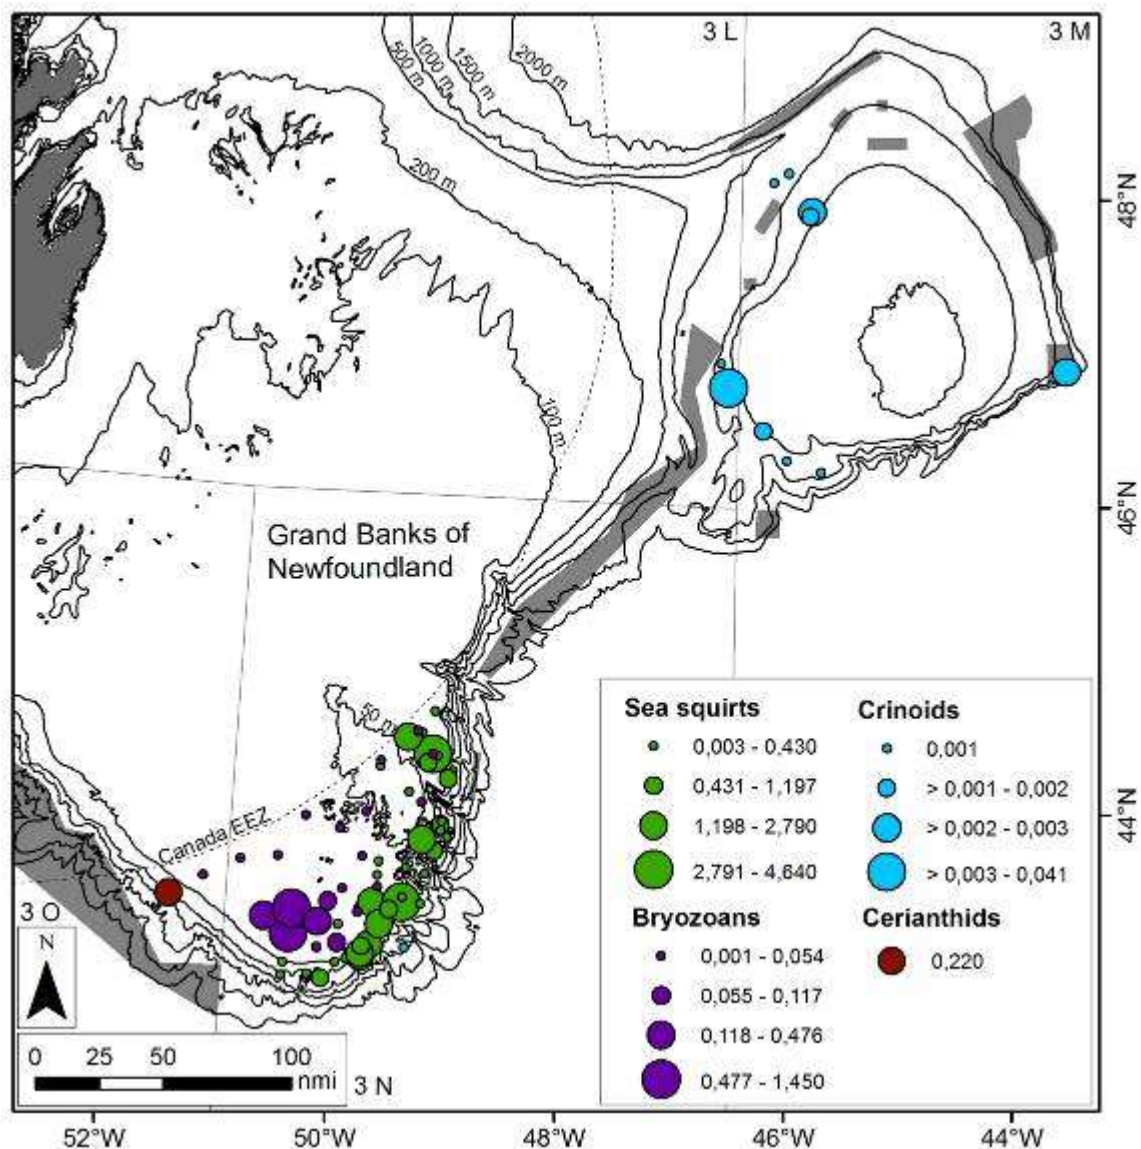 3 L
3 M
500 m
1000 m
1500 m
2000 m
200 m
100 m
48°N
46°N
Grand Banks of
Newfoundland
50 m
44°N
Canada EEZ
3 O
N
0 25 50 100
nmi
3 N
Sea squirts
0,003 - 0,430
0,431 - 1,197
1,198 - 2,790
2,791 - 4,640
Bryozoans
0,001 - 0,054
0,055 - 0,117
0,118 - 0,476
0,477 - 1,450
Crinoids
0,001
> 0,001 - 0,002
> 0,002 - 0,003
> 0,003 - 0,041
Cerianthids
0,220
52°W 50°W 48°W 46°W 44°W